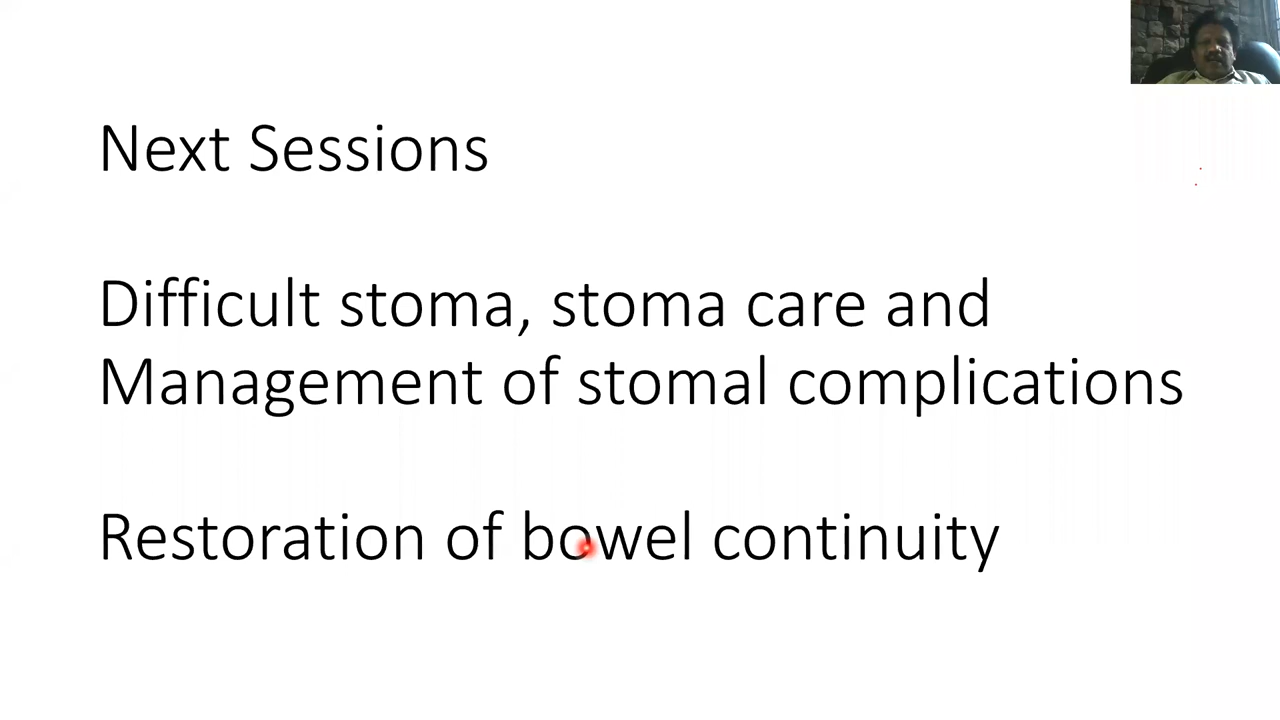 Next Sessions
Difficult stoma, stoma care and
Management of stomal complications
Restoration of bowel continuity